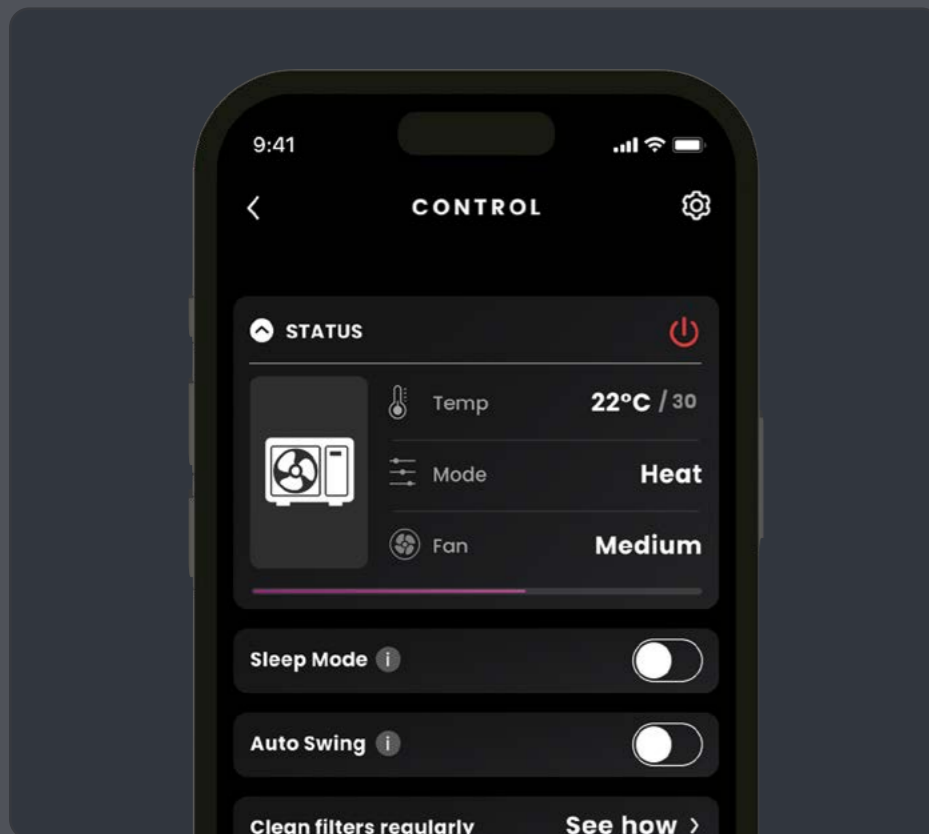 9:41
CONTROL
STATUS
Temp 22°C / 30
Mode Heat
Fan Medium
Sleep Mode i
Auto Swing i
Clean filters regularly See how >